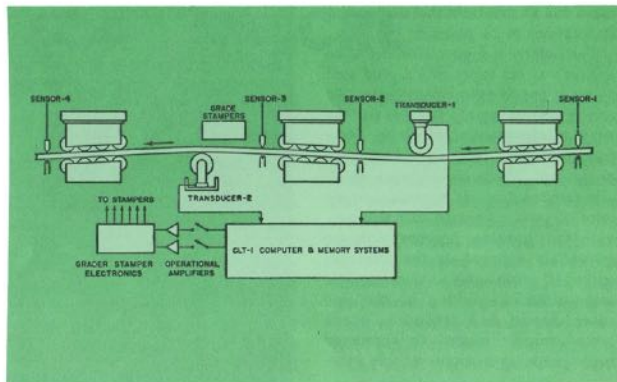 SENSOR-4
GRADE
STAMPERS
SENSOR-3
SENSOR-2
TRANSDUCER-1
SENSOR-1
TRANSDUCER-2
TO STAMPERS
CLT-1 COMPUTER & MEMORY SYSTEMS
GRADER STAMPER
ELECTRONICS
OPERATIONAL
AMPLIFIERS